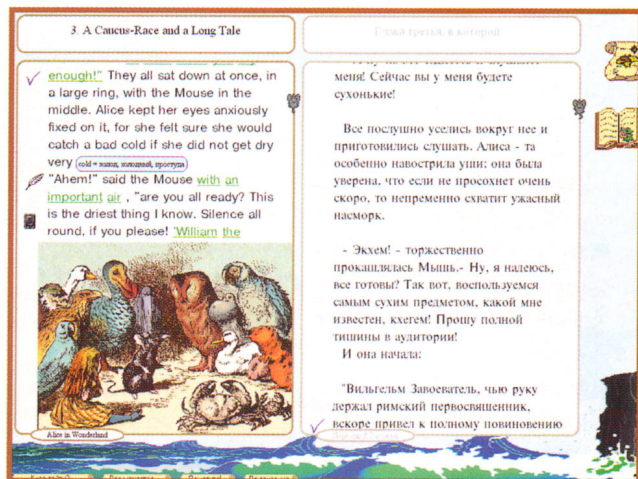 3. A Caucus-Race and a Long Tale
enough!" They all sat down at once, in
a large ring, with the Mouse in the
middle. Alice kept her eyes anxiously
fixed on it, for she felt sure she would
catch a bad cold if she did not get dry
very
cold = холод, холодный, простуда
"Ahem!" said the Mouse with an
important air , "are you all ready? This
is the driest thing I know. Silence all
round, if you please! "William the
Alice in Wonderland
Глава третья, в которой
меня! Сейчас вы у меня будете
сухонькие!
Все послушно уселись вокруг нее и
приготовились слушать. Алиса - та
особенно навострила уши: она была
уверена, что если не просохнет очень
скоро, то непременно схватит ужасный
насморк.
- Экхем! - торжественно
прокашлялась Мышь.- Ну, я надеюсь,
все готовы? Так вот, воспользуемся
самым сухим предметом, какой мне
известен, кхегем! Прошу полной
тишины в аудитории!
И она начала:
"Вильгельм Завоеватель, чью руку
держал римский первосвященник,
вскоре привел к полному повиновению